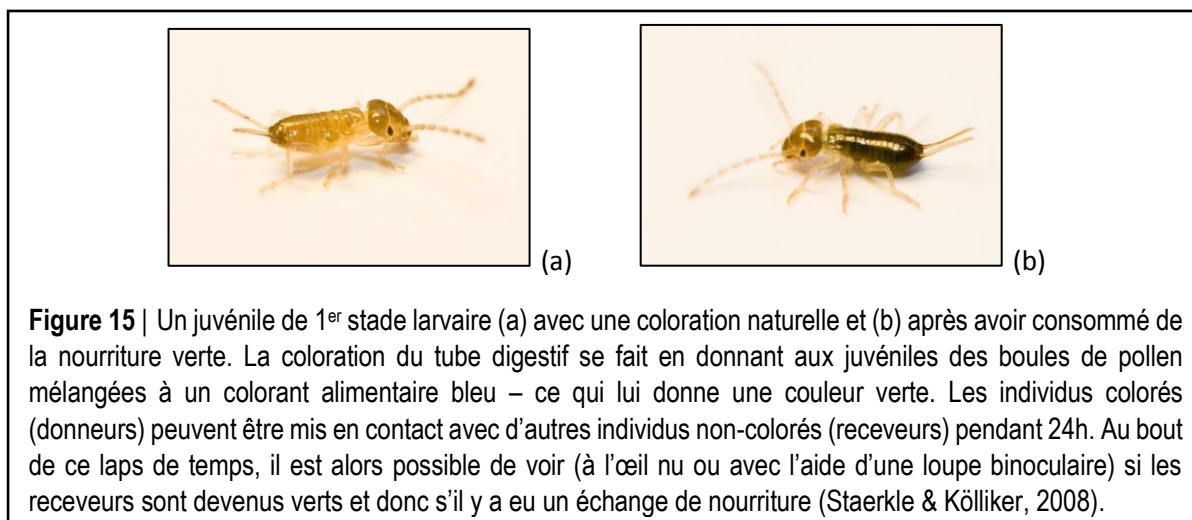 (a)
(b)
Figure 15 | Un juvénile de 1er stade larvaire (a) avec une coloration naturelle et (b) après avoir consommé de
la nourriture verte. La coloration du tube digestif se fait en donnant aux juvéniles des boules de pollen
mélangées à un colorant alimentaire bleu – ce qui lui donne une couleur verte. Les individus colorés
(donneurs) peuvent être mis en contact avec d’autres individus non-colorés (receveurs) pendant 24h. Au bout
de ce laps de temps, il est alors possible de voir (à l’œil nu ou avec l’aide d’une loupe binoculaire) si les
receveurs sont devenus verts et donc s’il y a eu un échange de nourriture (Staerkle & Kölliker, 2008).